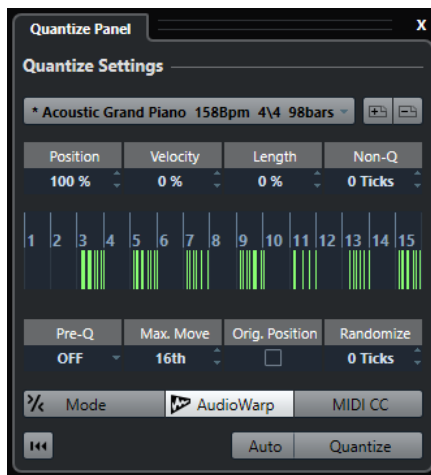 Quantize Panel X
Quantize Settings
* Acoustic Grand Piano 158Bpm 4\4 98bars
Position Velocity Length Non-Q
100 % 0 % 0 % 0 Ticks
1 2 3 4 5 6 7 8 9 10 11 12 13 14 15
Pre-Q Max. Move Orig. Position Randomize
OFF 16th 0 Ticks
Mode AudioWarp MIDI CC
Auto Quantize